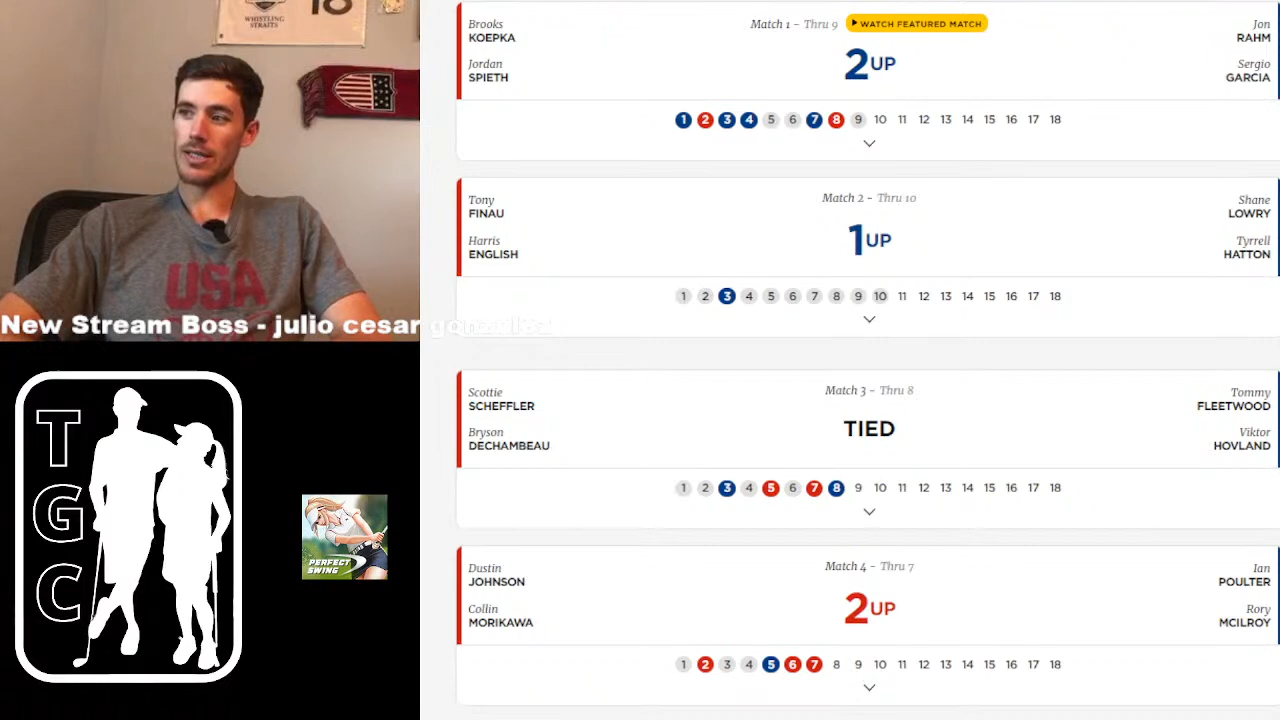 WHISTLING
STRAITS
USA
New Stream Boss - julio cesar gonzalez
TGC
PERFECT
SWING
Brooks
KOEPKA
Jordan
SPIETH
Match 1 - Thru 9
WATCH FEATURED MATCH
2UP
Jon
RAHM
Sergio
GARCIA
1 2 3 4 5 6 7 8 9 10 11 12 13 14 15 16 17 18
Tony
FINAU
Harris
ENGLISH
Match 2 - Thru 10
1UP
Shane
LOWRY
Tyrrell
HATTON
1 2 3 4 5 6 7 8 9 10 11 12 13 14 15 16 17 18
Scottie
SCHEFFLER
Bryson
DECHAMBEAU
Match 3 - Thru 8
TIED
Tommy
FLEETWOOD
Viktor
HOVLAND
1 2 3 4 5 6 7 8 9 10 11 12 13 14 15 16 17 18
Dustin
JOHNSON
Collin
MORIKAWA
Match 4 - Thru 7
2UP
Ian
POULTER
Rory
MCILROY
1 2 3 4 5 6 7 8 9 10 11 12 13 14 15 16 17 18